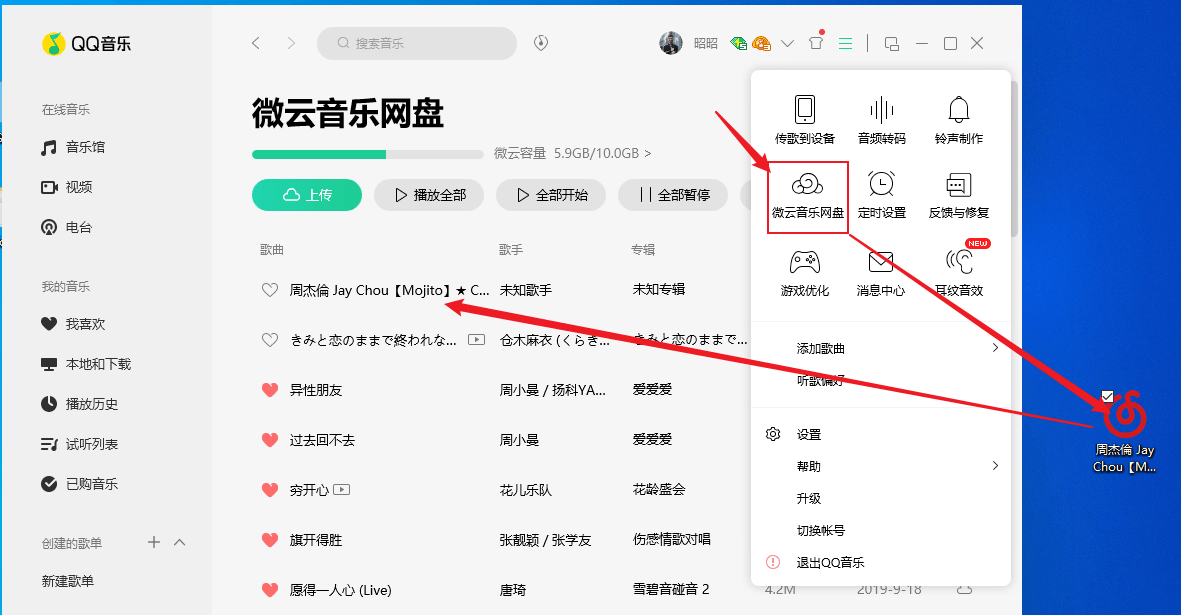 QQ音乐
搜索音乐
昭昭
在线音乐
音乐馆
视频
电台
我的音乐
我喜欢
本地和下载
播放历史
试听列表
已购音乐
创建的歌单
新建歌单
微云音乐网盘
微云容量 5.9GB/10.0GB >
上传
播放全部
全部开始
全部暂停
歌曲 歌手 专辑
周杰倫 Jay Chou【Mojito】★ C... 未知歌手 未知专辑
きみと恋のままで終われな... 仓木麻衣 (くらき... きみと恋のままで...
异性朋友 周小曼 / 扬科YA... 爱爱爱
过去回不去 周小曼 爱爱爱
穷开心 花儿乐队 花龄盛会
旗开得胜 张靓颖 / 张学友 伤感情歌对唱
愿得一人心 (Live) 唐琦 雪碧音碰音 2 4.2M 2019-9-18
传歌到设备 音频转码 铃声制作
微云音乐网盘 定时设置 反馈与修复
NEW
游戏优化 消息中心 耳纹音效
添加歌曲
听歌偏好
设置
帮助
升级
切换帐号
退出QQ音乐
周杰倫 Jay
Chou【M...